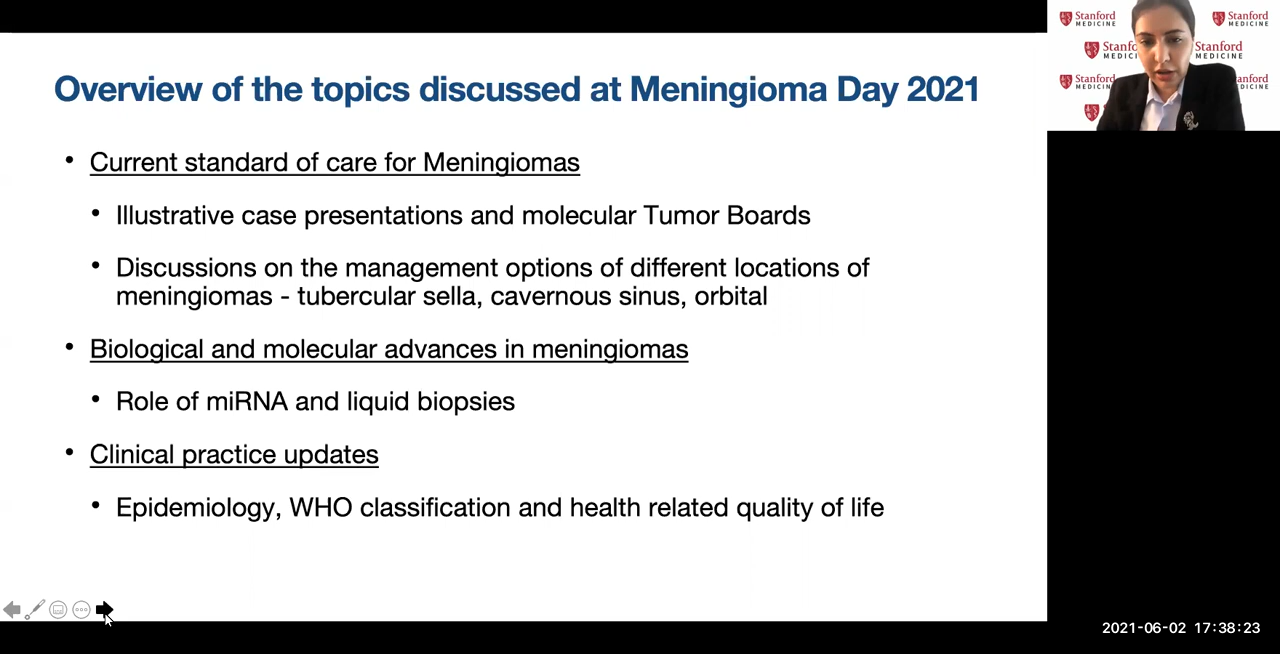 Overview of the topics discussed at Meningioma Day 2021
• Current standard of care for Meningiomas
• Illustrative case presentations and molecular Tumor Boards
• Discussions on the management options of different locations of
meningiomas - tubercular sella, cavernous sinus, orbital
• Biological and molecular advances in meningiomas
• Role of miRNA and liquid biopsies
• Clinical practice updates
• Epidemiology, WHO classification and health related quality of life
Stanford
MEDICINE
Stanford
MEDICINE
Stanfo
MEDICI
Stanford
MEDICINE
Stanford
MEDICINE
anford
MEDICINE
2021-06-02 17:38:23